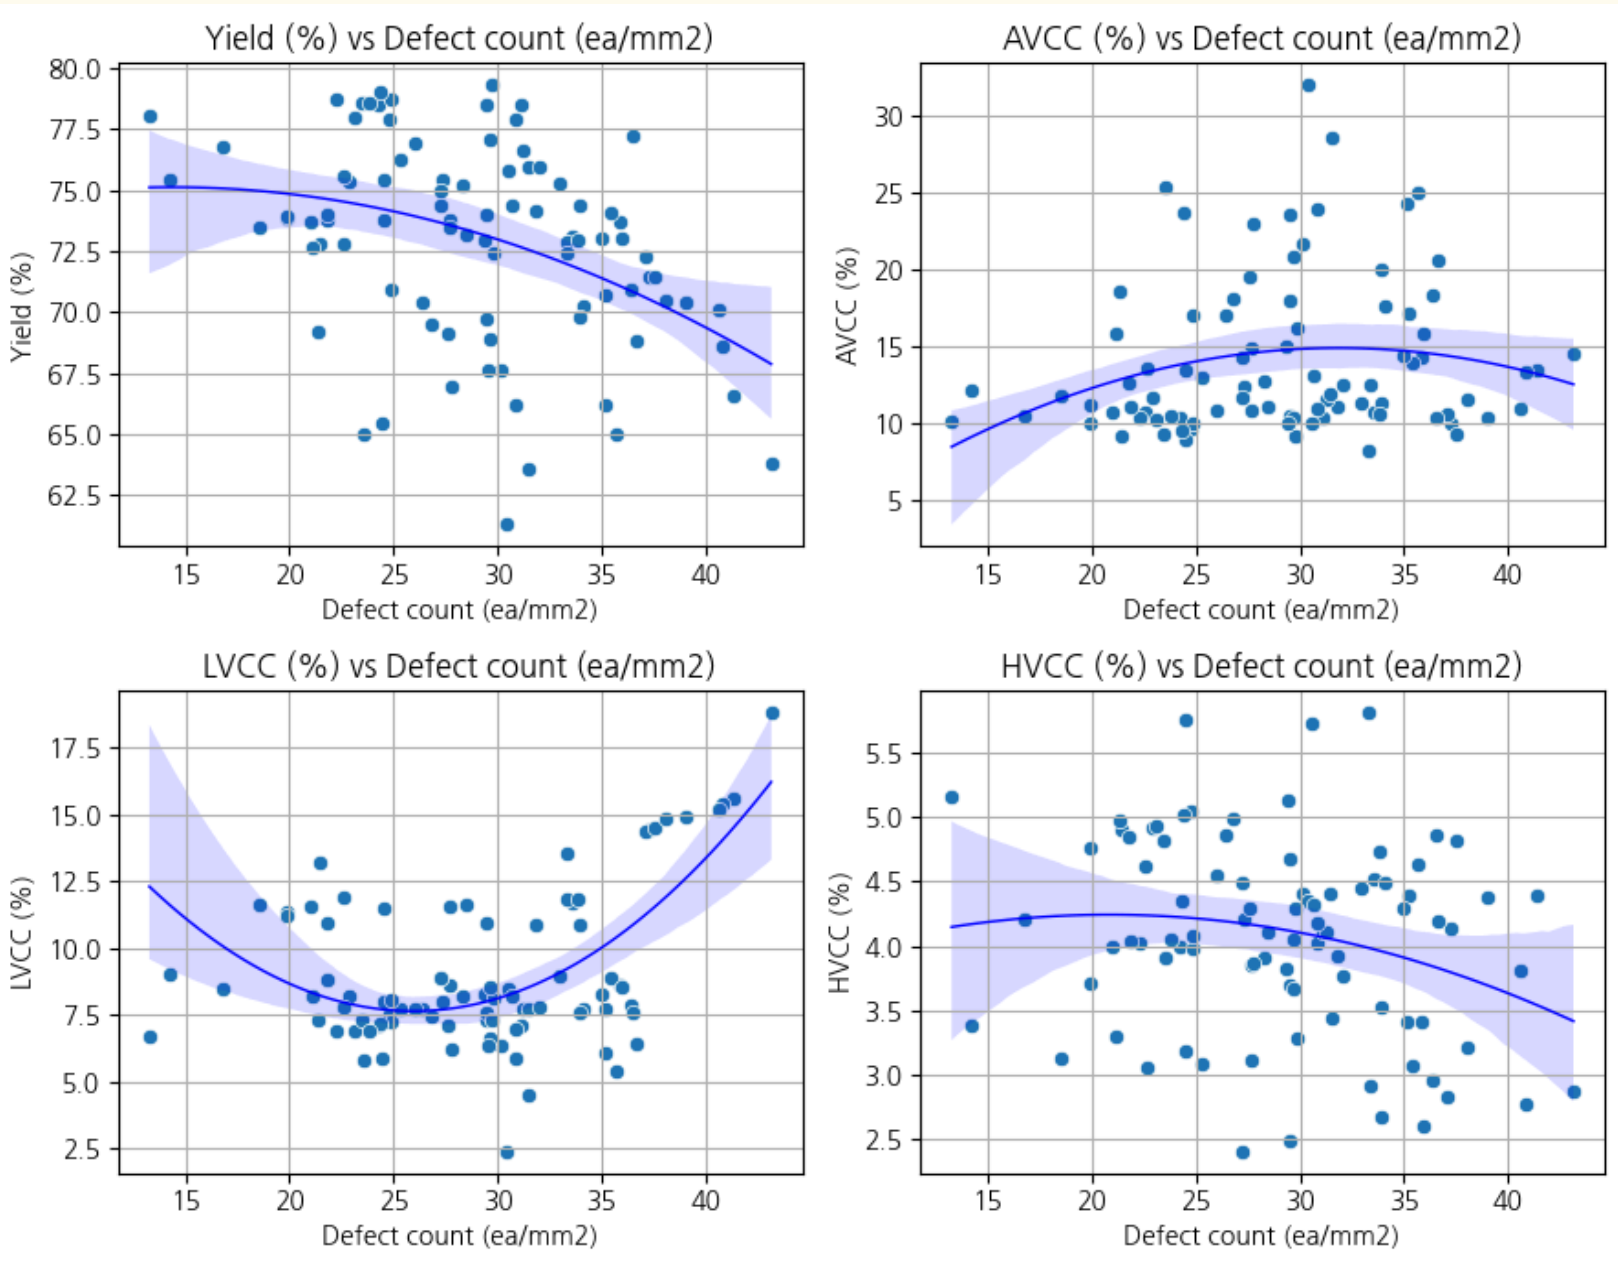 Yield (%) vs Defect count (ea/mm2)
80.0
77.5
75.0
72.5
70.0
67.5
65.0
62.5
Yield (%)
15 20 25 30 35 40
Defect count (ea/mm2)
AVCC (%) vs Defect count (ea/mm2)
30
25
20
15
10
5
AVCC (%)
15 20 25 30 35 40
Defect count (ea/mm2)
LVCC (%) vs Defect count (ea/mm2)
17.5
15.0
12.5
10.0
7.5
5.0
2.5
LVCC (%)
15 20 25 30 35 40
Defect count (ea/mm2)
HVCC (%) vs Defect count (ea/mm2)
5.5
5.0
4.5
4.0
3.5
3.0
2.5
HVCC (%)
15 20 25 30 35 40
Defect count (ea/mm2)